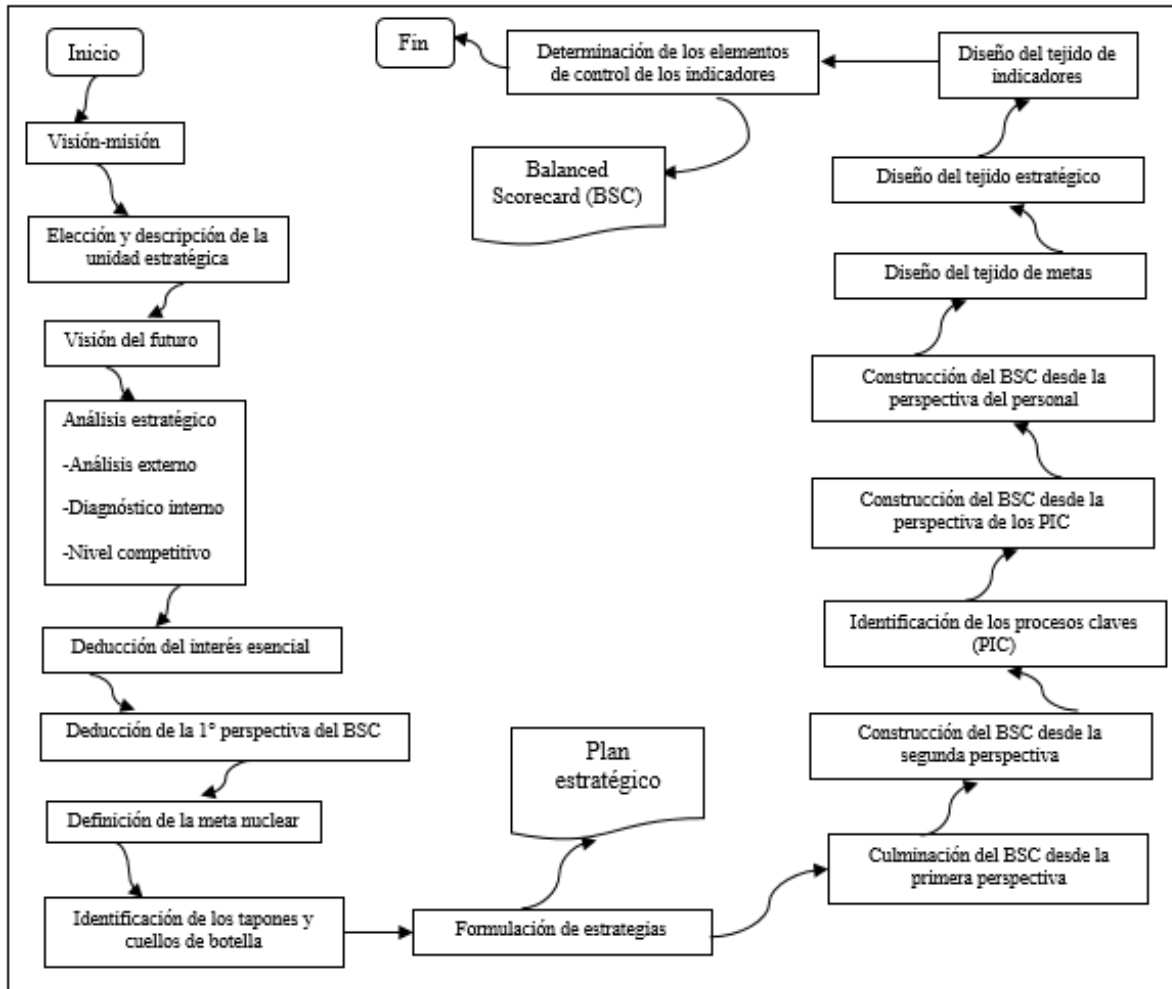 Inicio
Visión-misión
Elección y descripción de la
unidad estratégica
Visión del futuro
Análisis estratégico
-Análisis externo
-Diagnóstico interno
-Nivel competitivo
Deducción del interés esencial
Deducción de la 1° perspectiva del BSC
Definición de la meta nuclear
Identificación de los tapones y
cuellos de botella
Formulación de estrategias
Plan
estratégico
Culminación del BSC desde la
primera perspectiva
Construcción del BSC desde la
segunda perspectiva
Identificación de los procesos claves
(PIC)
Construcción del BSC desde la
perspectiva de los PIC
Construcción del BSC desde la
perspectiva del personal
Diseño del tejido de metas
Diseño del tejido estratégico
Diseño del tejido de
indicadores
Determinación de los elementos
de control de los indicadores
Balanced
Scorecard (BSC)
Fin